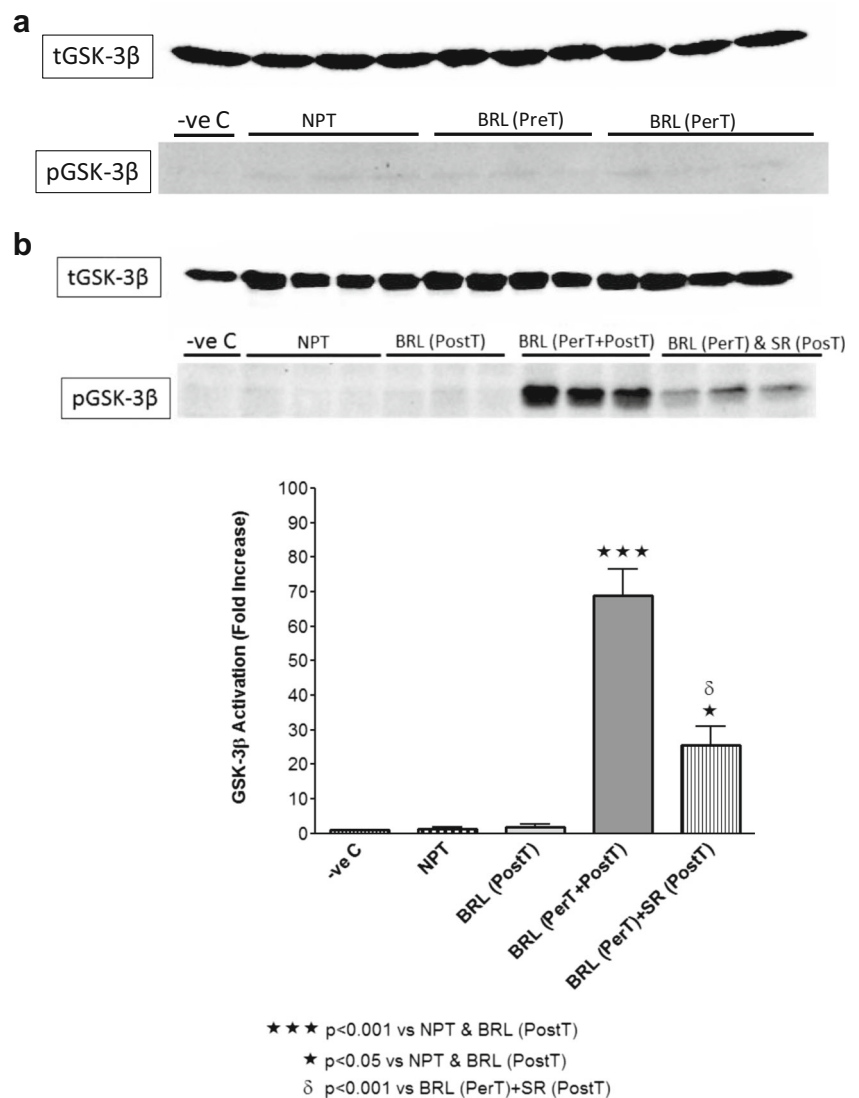 a
tGSK-3β
-ve C NPT BRL (PreT) BRL (PerT)
pGSK-3β
b
tGSK-3β
-ve C NPT BRL (PostT) BRL (PerT+PostT) BRL (PerT) & SR (PosT)
pGSK-3β
GSK-3β Activation (Fold Increase)
100
90
80
70
60
50
40
30
20
10
0
★★★
δ
★
-ve C
NPT
BRL (PostT)
BRL (PerT+PostT)
BRL (PerT)+SR (PostT)
★★★ p<0.001 vs NPT & BRL (PostT)
★ p<0.05 vs NPT & BRL (PostT)
δ p<0.001 vs BRL (PerT)+SR (PostT)